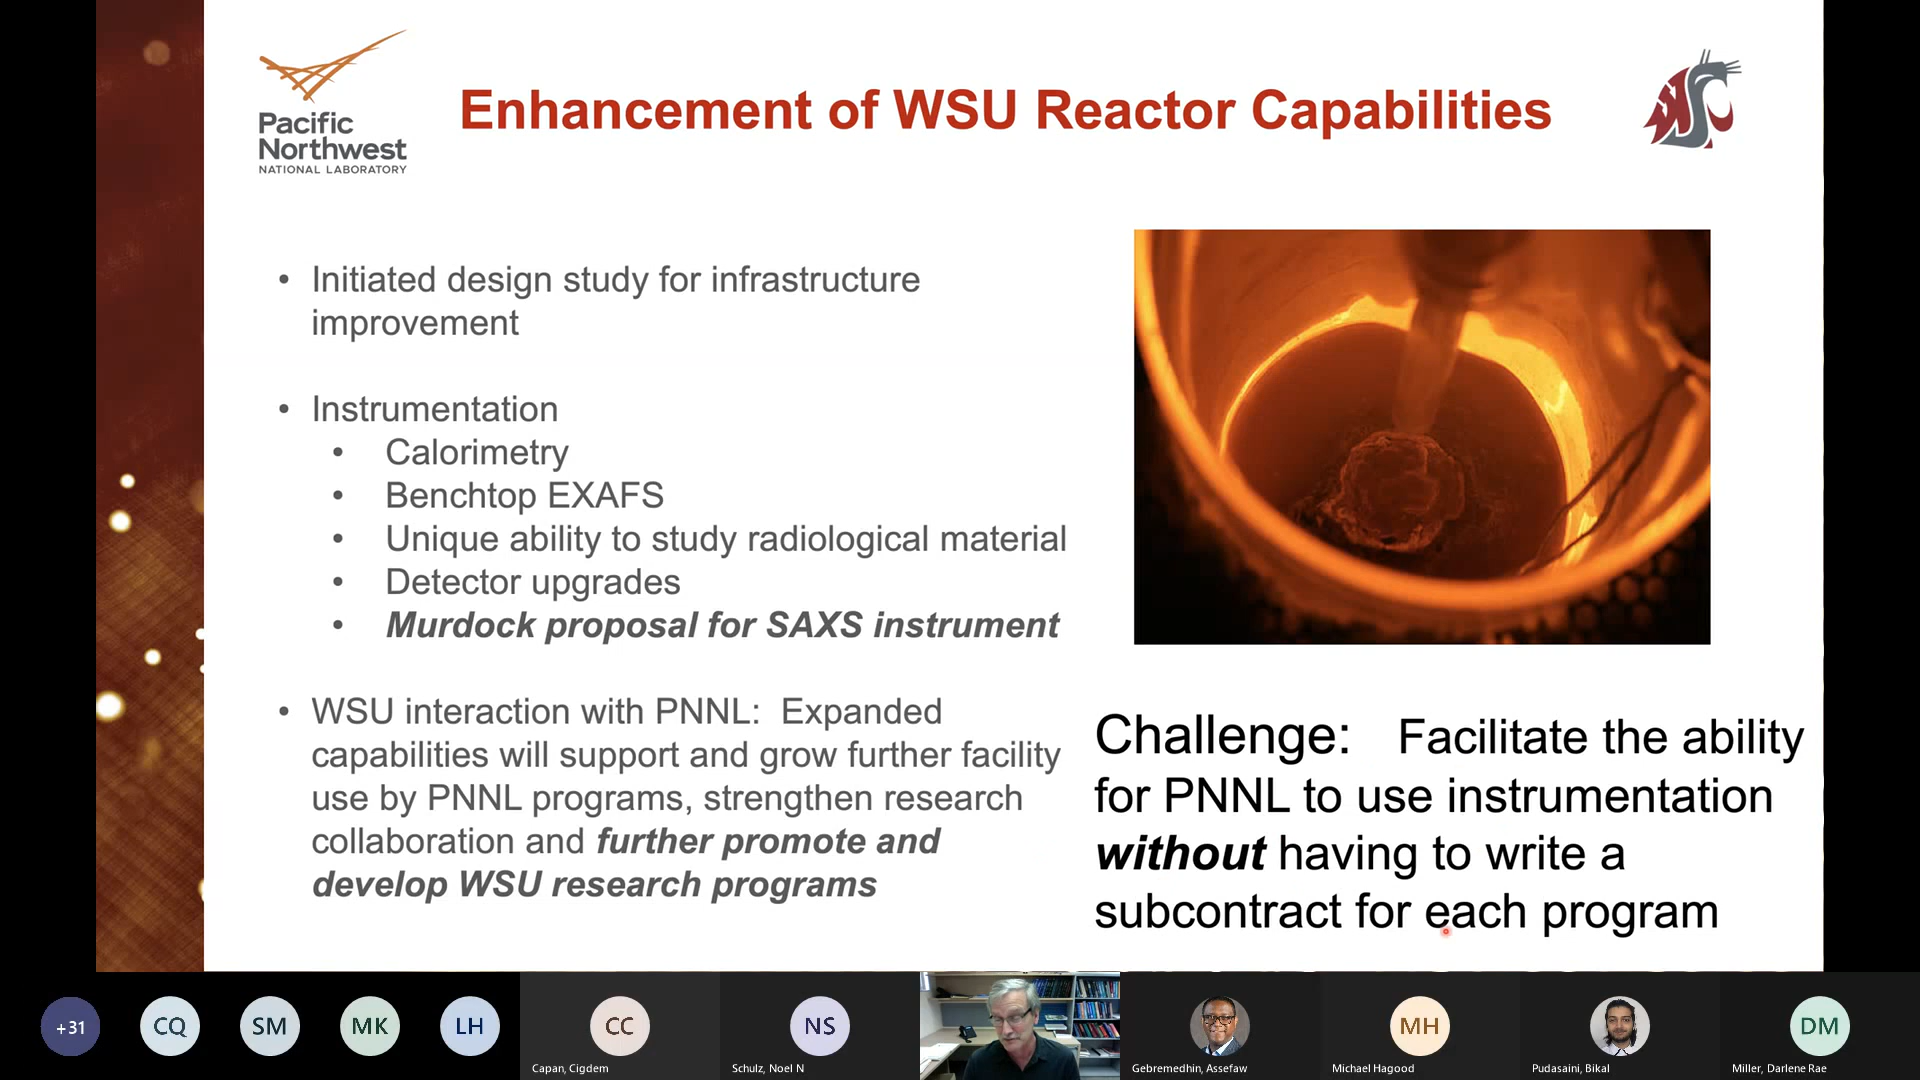 Pacific
Northwest
NATIONAL LABORATORY
Enhancement of WSU Reactor Capabilities
• Initiated design study for infrastructure
improvement
• Instrumentation
• Calorimetry
• Benchtop EXAFS
• Unique ability to study radiological material
• Detector upgrades
• Murdock proposal for SAXS instrument
• WSU interaction with PNNL: Expanded
capabilities will support and grow further facility
use by PNNL programs, strengthen research
collaboration and further promote and
develop WSU research programs
Challenge: Facilitate the ability
for PNNL to use instrumentation
without having to write a
subcontract for each program
+31
CQ
SM
MK
LH
CC
Capan, Cigdem
NS
Schulz, Noel N
Gebremedhin, Assefaw
MH
Michael Hagood
Pudasaini, Bikal
DM
Miller, Darlene Rae